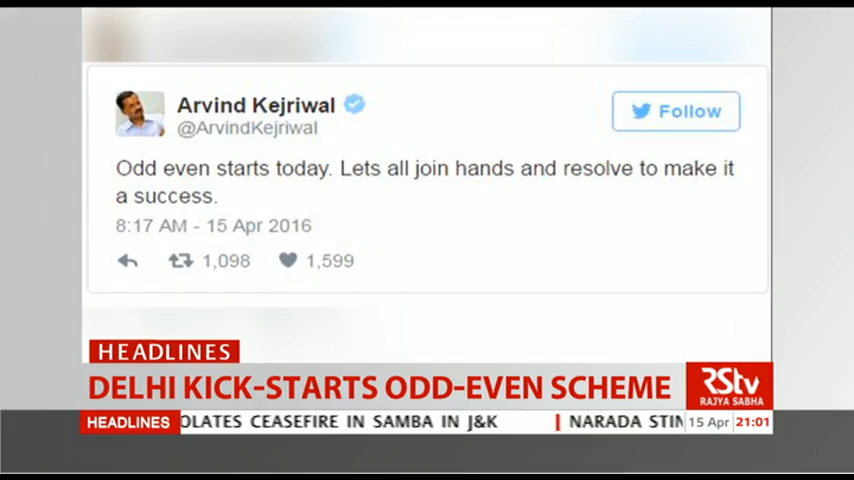 Arvind Kejriwal
@ArvindKejriwal
Follow
Odd even starts today. Lets all join hands and resolve to make it
a success.
8:17 AM - 15 Apr 2016
1,098 1,599
HEADLINES
DELHI KICK-STARTS ODD-EVEN SCHEME
RStv
RAJYA SABHA
HEADLINES OLATES CEASEFIRE IN SAMBA IN J&K NARADA STIN 15 Apr 21:01